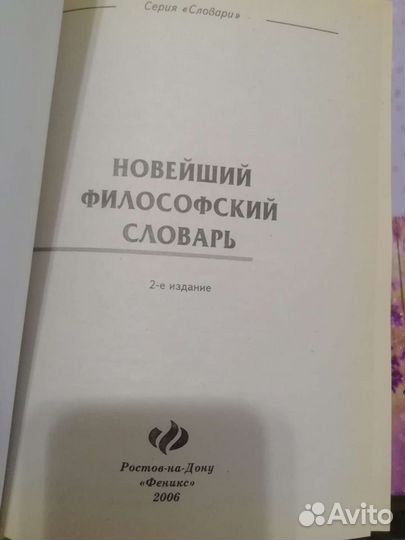 Серия «Словари»
НОВЕЙШИЙ
ФИЛОСОФСКИЙ
СЛОВАРЬ
2-е издание
Ростов-на-Дону
«Феникс»
2006
Avito